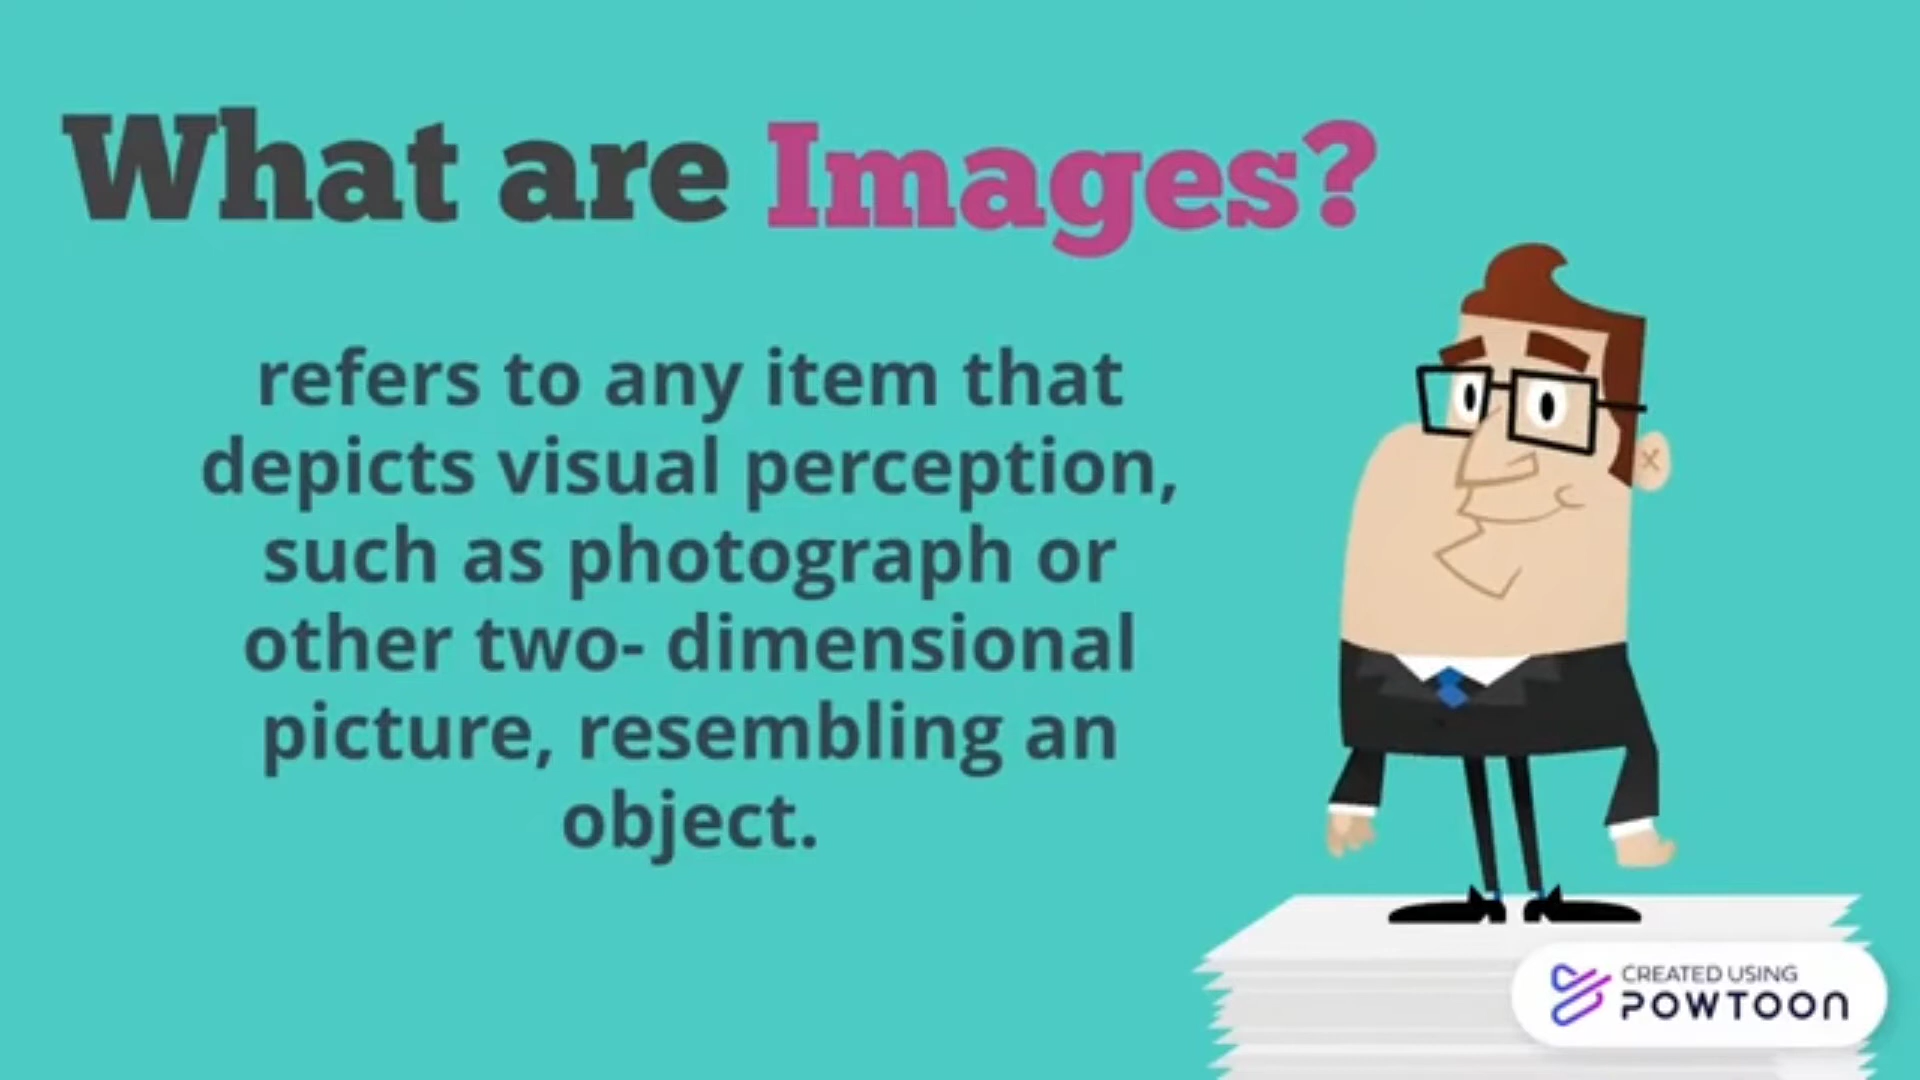 What are Images?
refers to any item that
depicts visual perception,
such as photograph or
other two- dimensional
picture, resembling an
object.
CREATED USING
POWTOON